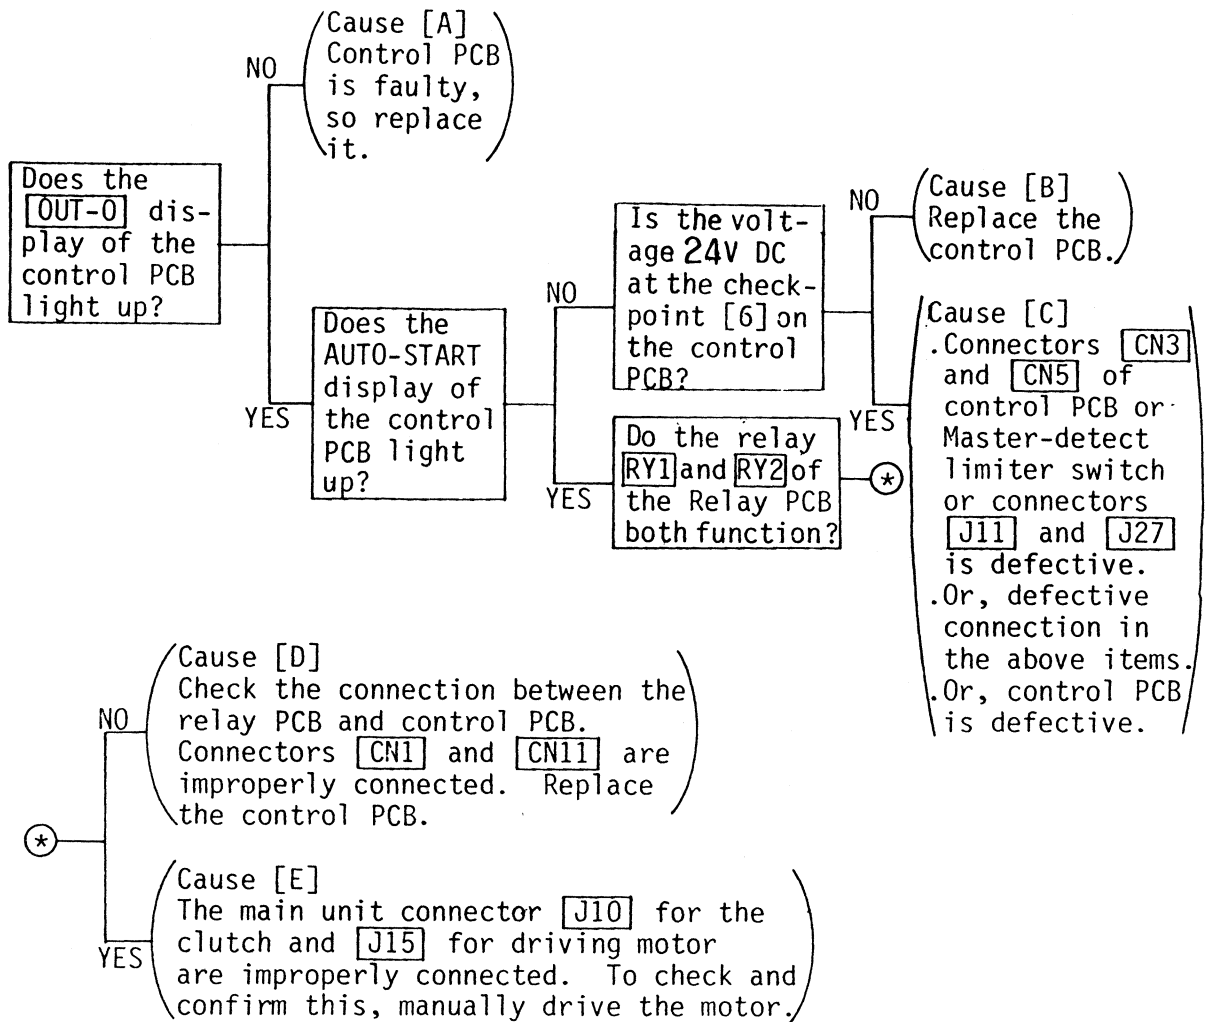 Cause [A]
Control PCB
is faulty,
so replace
it.
NO
Does the
OUT-0 dis-
play of the
control PCB
light up?
YES
Does the
AUTO-START
display of
the control
PCB light
up?
NO
Is the volt-
age 24V DC
at the check-
point [6] on
the control
PCB?
NO
Cause [B]
Replace the
control PCB.
YES
Cause [C]
.Connectors CN3
and CN5 of
control PCB or
Master-detect
limiter switch
or connectors
J11 and J27
is defective.
.Or, defective
connection in
the above items.
.Or, control PCB
is defective.
YES
Do the relay
RY1 and RY2 of
the Relay PCB
both function?
*
*
NO
Cause [D]
Check the connection between the
relay PCB and control PCB.
Connectors CN1 and CN11 are
improperly connected. Replace
the control PCB.
YES
Cause [E]
The main unit connector J10 for the
clutch and J15 for driving motor
are improperly connected. To check and
confirm this, manually drive the motor.